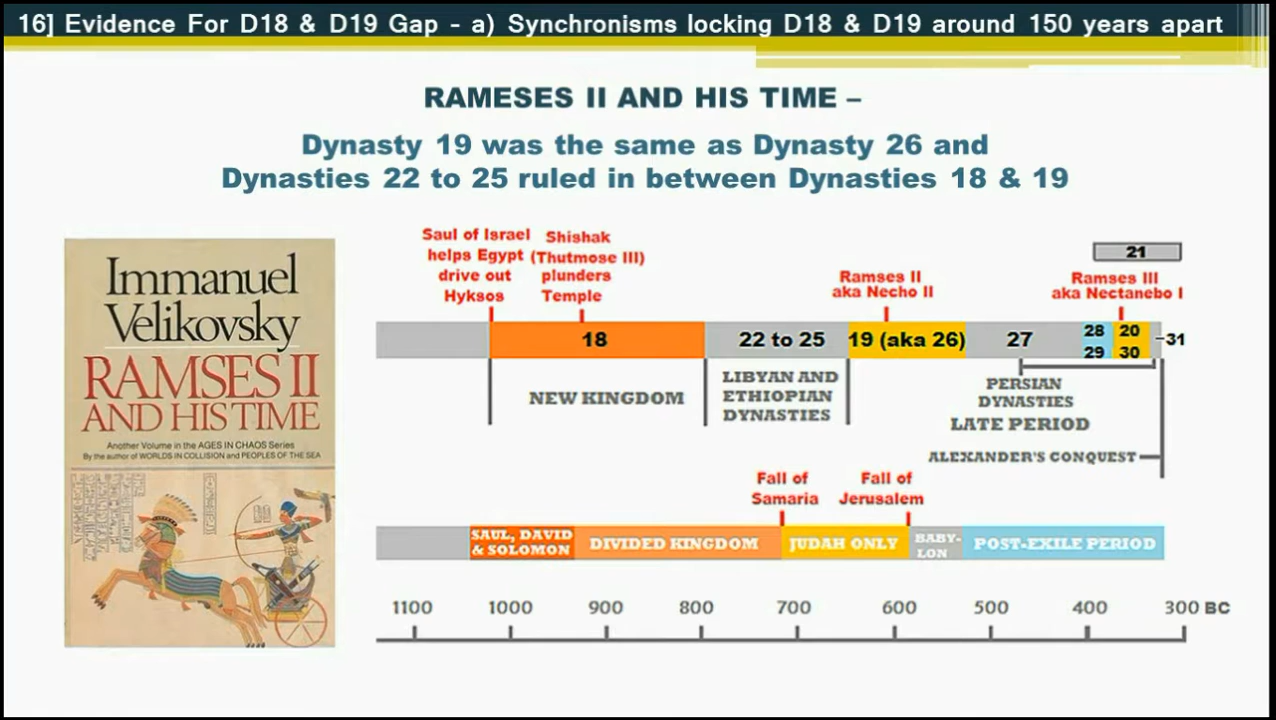 16] Evidence For D18 & D19 Gap - a) Synchronisms locking D18 & D19 around 150 years apart
RAMESES II AND HIS TIME –
Dynasty 19 was the same as Dynasty 26 and
Dynasties 22 to 25 ruled in between Dynasties 18 & 19
Immanuel
Velikovsky
RAMSES II
AND HIS TIME
Another Volume in the AGES IN CHAOS Series
By the author of WORLDS IN COLLISION and PEOPLES OF THE SEA
Saul of Israel
helps Egypt
drive out
Hyksos
Shishak
(Thutmose III)
plunders
Temple
Ramses II
aka Necho II
21
Ramses III
aka Nectanebo I
18
22 to 25
19 (aka 26)
27
28
29
20
30
31
NEW KINGDOM
LIBYAN AND
ETHIOPIAN
DYNASTIES
PERSIAN
DYNASTIES
LATE PERIOD
ALEXANDER'S CONQUEST
Fall of
Samaria
Fall of
Jerusalem
SAUL, DAVID
& SOLOMON
DIVIDED KINGDOM
JUDAH ONLY
BABY-
LON
POST-EXILE PERIOD
1100 1000 900 800 700 600 500 400 300 BC